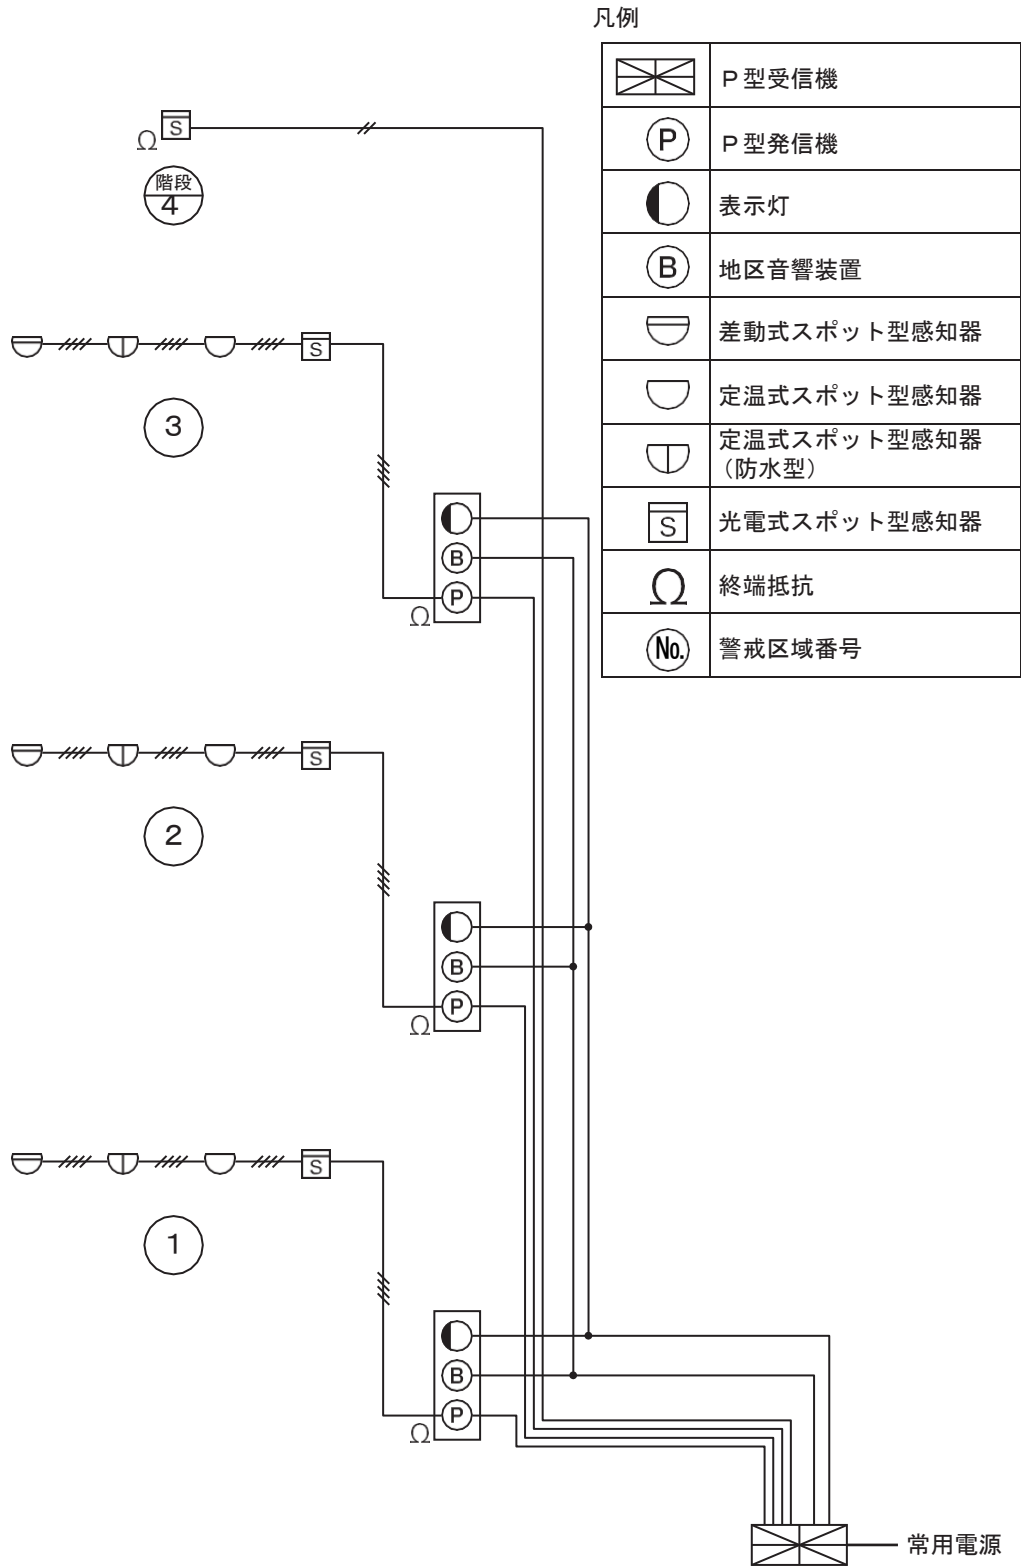 凡例
P型受信機
P P型発信機
表示灯
B 地区音響装置
差動式スポット型感知器
定温式スポット型感知器
定温式スポット型感知器
（防水型）
S 光電式スポット型感知器
Ω 終端抵抗
No. 警戒区域番号
S
Ω
階段
4
S
3
B
P
Ω
S
2
B
P
Ω
S
1
B
P
Ω
常用電源